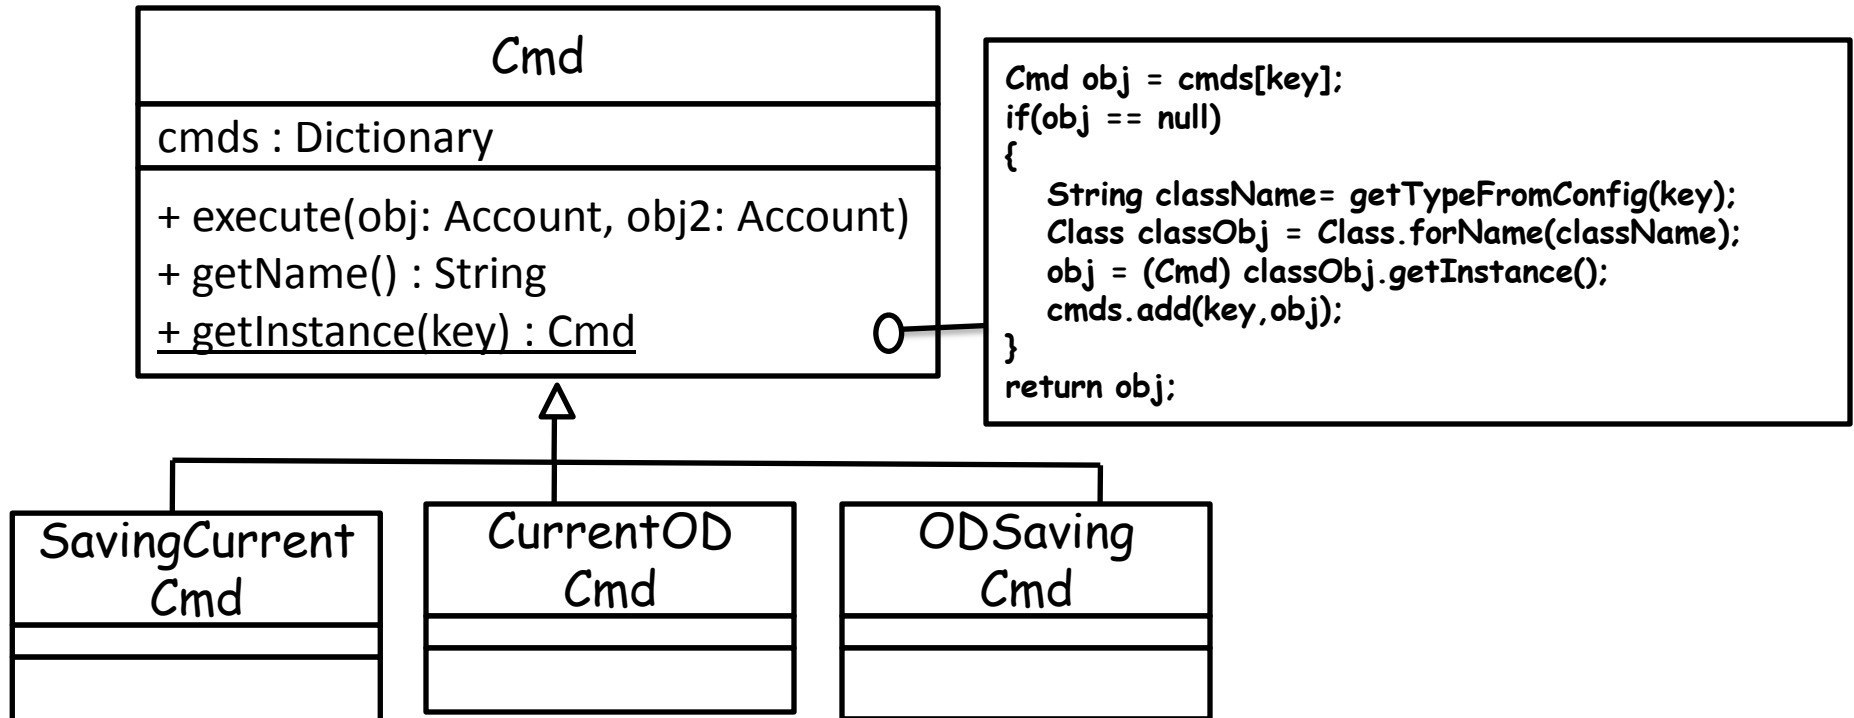 Cmd
cmds : Dictionary
+ execute(obj: Account, obj2: Account)
+ getName() : String
+ getInstance(key) : Cmd
Cmd obj = cmds[key];
if(obj == null)
{
String className= getTypeFromConfig(key);
Class classObj = Class.forName(className);
obj = (Cmd) classObj.getInstance();
cmds.add(key,obj);
}
return obj;
SavingCurrent
Cmd
CurrentOD
Cmd
ODSaving
Cmd